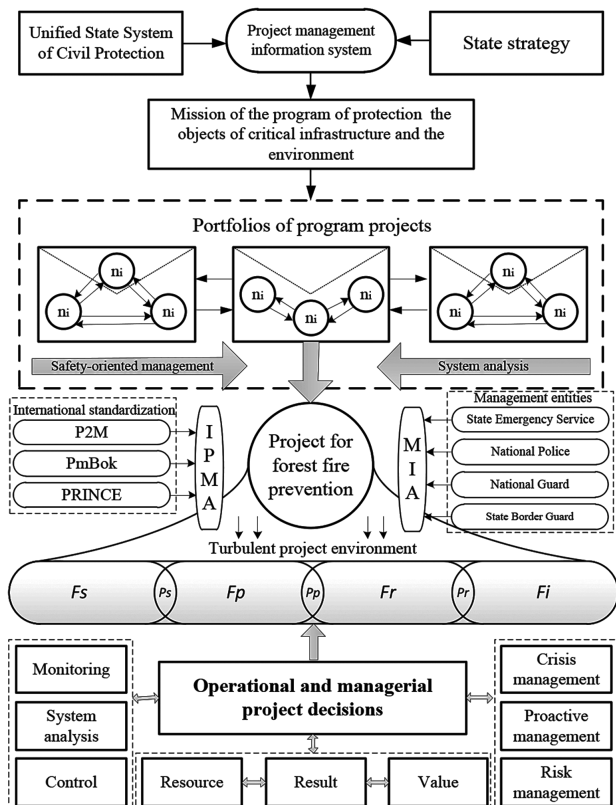 Unified State System
of Civil Protection
Project management
information system
State strategy
Mission of the program of protection the
objects of critical infrastructure and the
environment
Portfolios of program projects
ni
ni
ni
ni
ni
ni
ni
ni
ni
Safety-oriented management
System analysis
International standardization
P2M
PmBok
PRINCE
I
P
M
A
Project for
forest fire
prevention
M
I
A
Management entities
State Emergency Service
National Police
National Guard
State Border Guard
Turbulent project environment
Fs
Ps
Fp
Pp
Fr
Pr
Fi
Monitoring
System
analysis
Control
Operational and managerial
project decisions
Resource
Result
Value
Crisis
management
Proactive
management
Risk
management